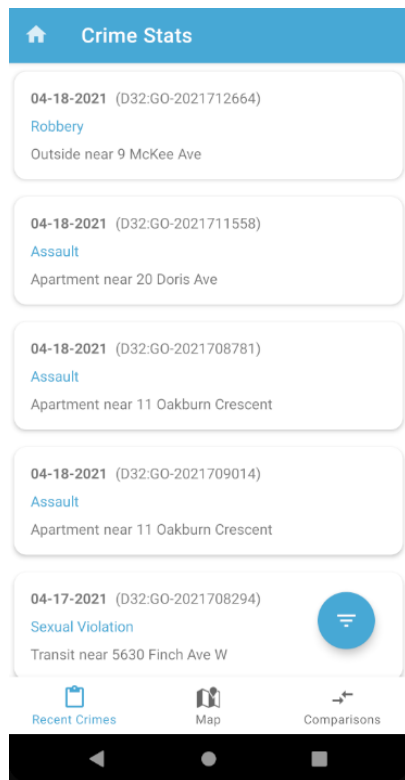 Crime Stats
04-18-2021 (D32:GO-2021712664)
Robbery
Outside near 9 McKee Ave
04-18-2021 (D32:GO-2021711558)
Assault
Apartment near 20 Doris Ave
04-18-2021 (D32:GO-2021708781)
Assault
Apartment near 11 Oakburn Crescent
04-18-2021 (D32:GO-2021709014)
Assault
Apartment near 11 Oakburn Crescent
04-17-2021 (D32:GO-2021708294)
Sexual Violation
Transit near 5630 Finch Ave W
Recent Crimes Map Comparisons